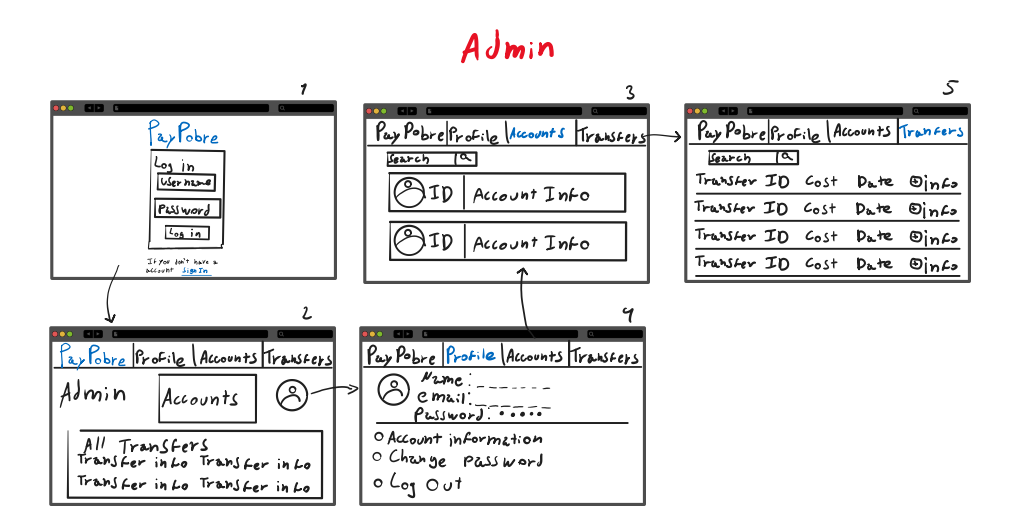 Admin
1
PayPobre
Log in
Username
Password
Log in
If you don't have a
account Sign In
2
PayPobre Profile Accounts Transfers
Admin Accounts
All Transfers
Transfer info Transfer info
Transfer info Transfer info
3
PayPobre Profile Accounts Transfers
Search
ID Account Info
ID Account Info
4
PayPobre Profile Accounts Transfers
Name:
email:
Password:
Account information
Change password
Log Out
5
PayPobre Profile Accounts Tranfers
Search
Transfer ID Cost Date info
Transfer ID Cost Date info
Transfer ID Cost Date info
Transfer ID Cost Date info